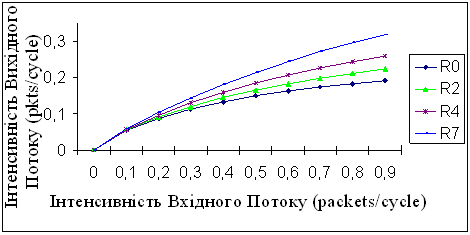 Інтенсивність Вихідного
Потоку (pkts/cycle)
0,3
0,2
0,1
0
0 0,1 0,2 0,3 0,4 0,5 0,6 0,7 0,8 0,9
Інтенсивність Вхідного Потоку (packets/cycle)
R0
R2
R4
R7